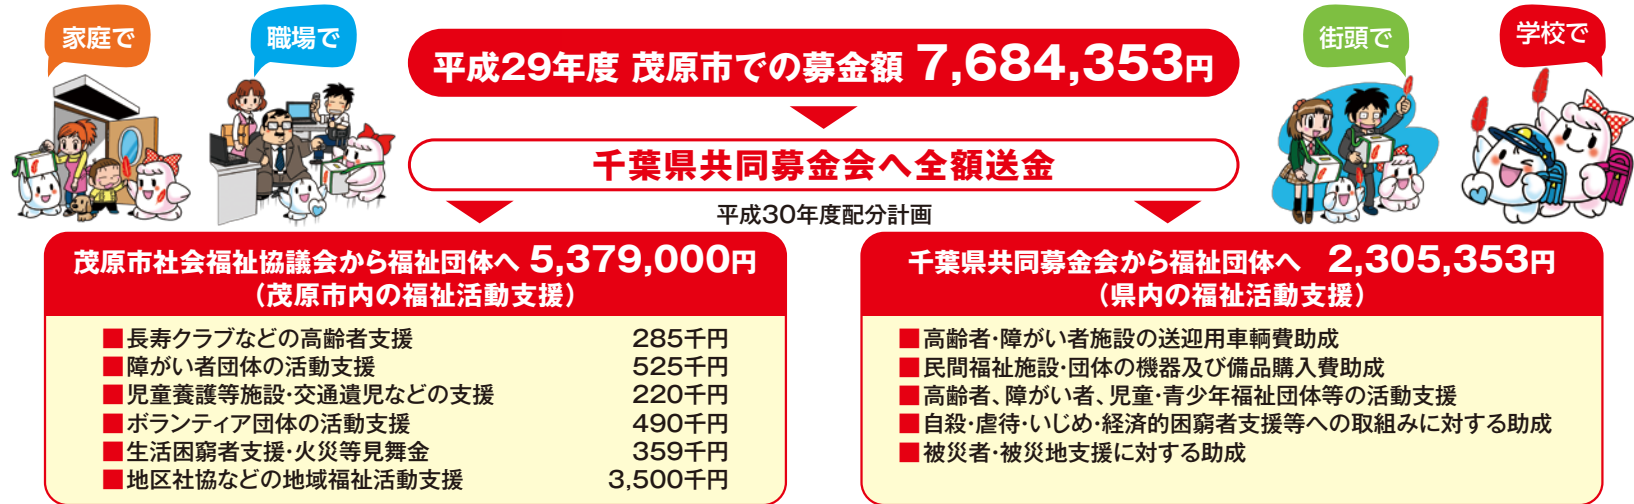 家庭で
職場で
平成29年度 茂原市での募金額 7,684,353円
街頭で
学校で
千葉県共同募金会へ全額送金
平成30年度配分計画
茂原市社会福祉協議会から福祉団体へ 5,379,000円
（茂原市内の福祉活動支援）
■長寿クラブなどの高齢者支援 285千円
■障がい者団体の活動支援 525千円
■児童養護等施設・交通遺児などの支援 220千円
■ボランティア団体の活動支援 490千円
■生活困窮者支援・火災等見舞金 359千円
■地区社協などの地域福祉活動支援 3,500千円
千葉県共同募金会から福祉団体へ 2,305,353円
（県内の福祉活動支援）
■高齢者・障がい者施設の送迎用車輌費助成
■民間福祉施設・団体の機器及び備品購入費助成
■高齢者、障がい者、児童・青少年福祉団体等の活動支援
■自殺・虐待・いじめ・経済的困窮者支援等への取組みに対する助成
■被災者・被災地支援に対する助成